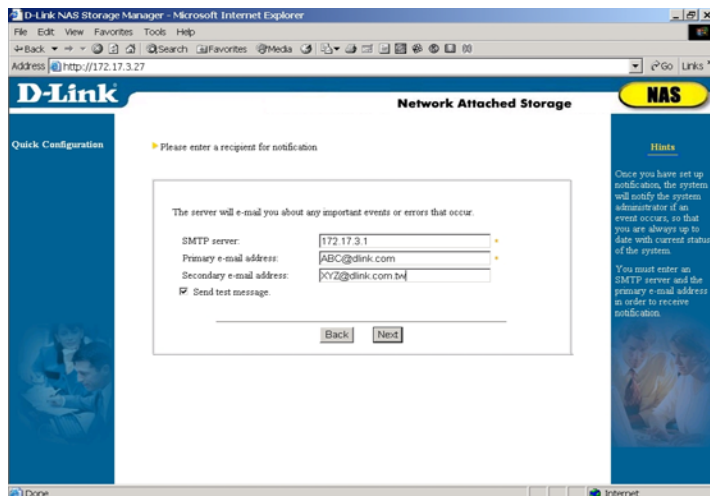 D-Link NAS Storage Manager - Microsoft Internet Explorer
File Edit View Favorites Tools Help
Back Search Favorites Media
Address http://172.17.3.27 Go Links
D-Link
Network Attached Storage
NAS
Quick Configuration
Please enter a recipient for notification
The server will e-mail you about any important events or errors that occur.
SMTP server: 172.17.3.1
Primary e-mail address: ABC@dlink.com
Secondary e-mail address: XYZ@dlink.com.tw
Send test message.
Back Next
Hints
Once you have set up
notification, the system
will notify the system
administrator if an
event occurs, so that
you are always up to
date with current status
of the system.
You must enter an
SMTP server and the
primary e-mail address
in order to receive
notification.
Done Internet